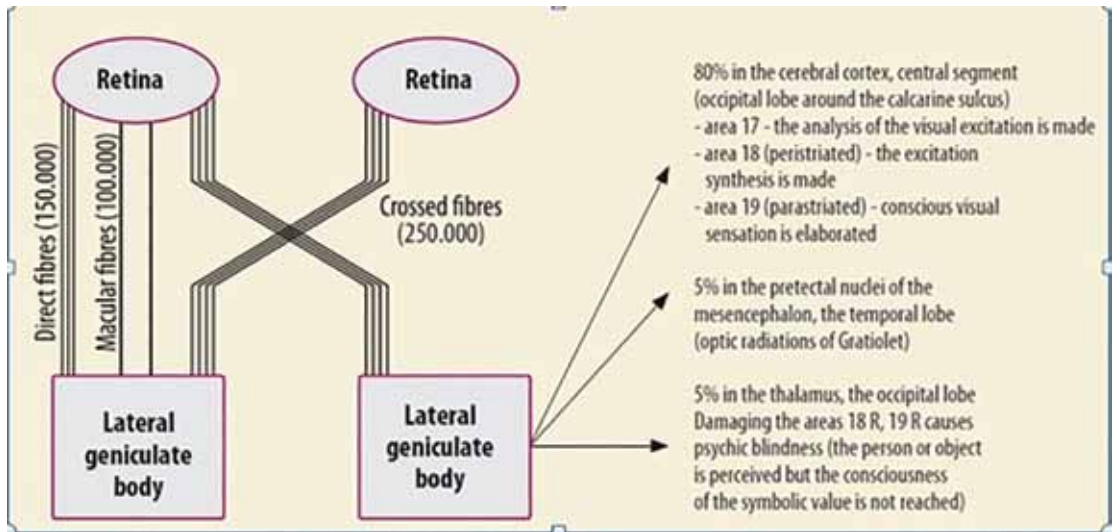 Retina
Retina
Direct fibres (150.000)
Macular fibres (100.000)
Crossed fibres
(250.000)
Lateral
geniculate
body
Lateral
geniculate
body
80% in the cerebral cortex, central segment
(occipital lobe around the calcarine sulcus)
- area 17 - the analysis of the visual excitation is made
- area 18 (peristriated) - the excitation
synthesis is made
- area 19 (parastriated) - conscious visual
sensation is elaborated
5% in the pretectal nuclei of the
mesencephalon, the temporal lobe
(optic radiations of Gratiolet)
5% in the thalamus, the occipital lobe
Damaging the areas 18 R, 19 R causes
psychic blindness (the person or object
is perceived but the consciousness
of the symbolic value is not reached)